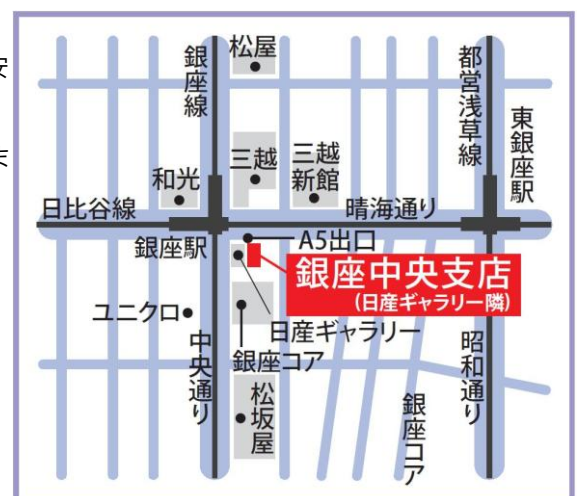 安
ま
松屋
銀座線
都営浅草線
東銀座駅
三越
三越
新館
和光
日比谷線
晴海通り
銀座駅
A5出口
銀座中央支店
(日産ギャラリー隣)
ユニクロ
日産ギャラリー
銀座コア
中央通り
昭和通り
松坂屋
銀座コア